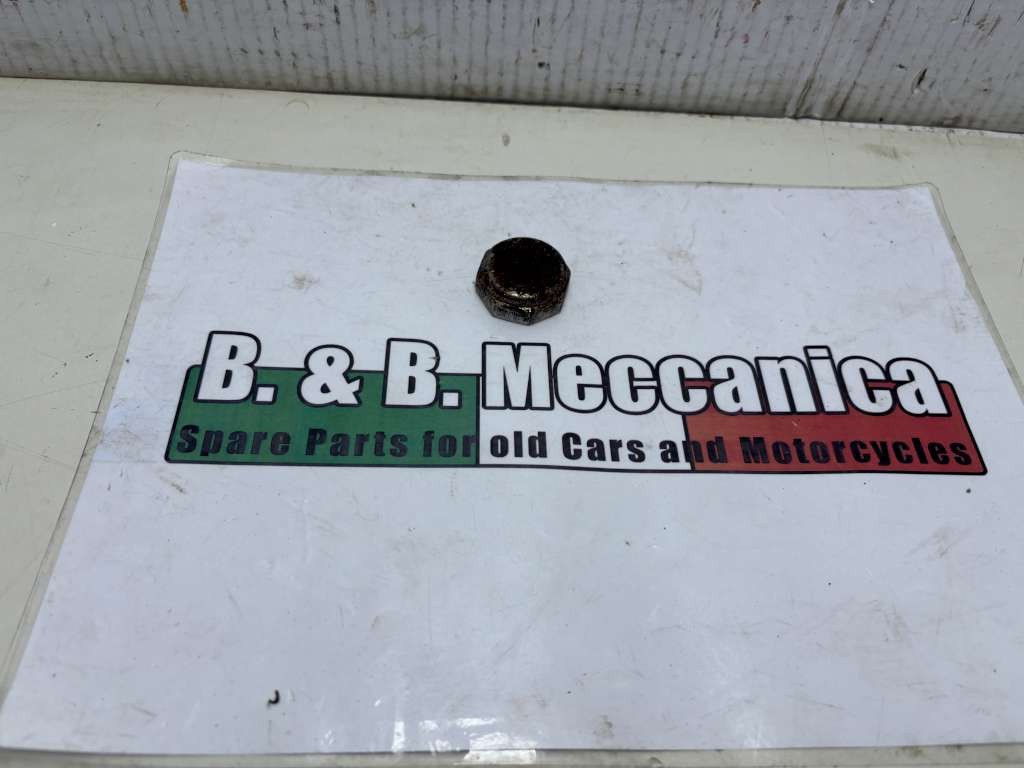 B. & B. Meccanica
Spare Parts for old Cars and Motorcycles